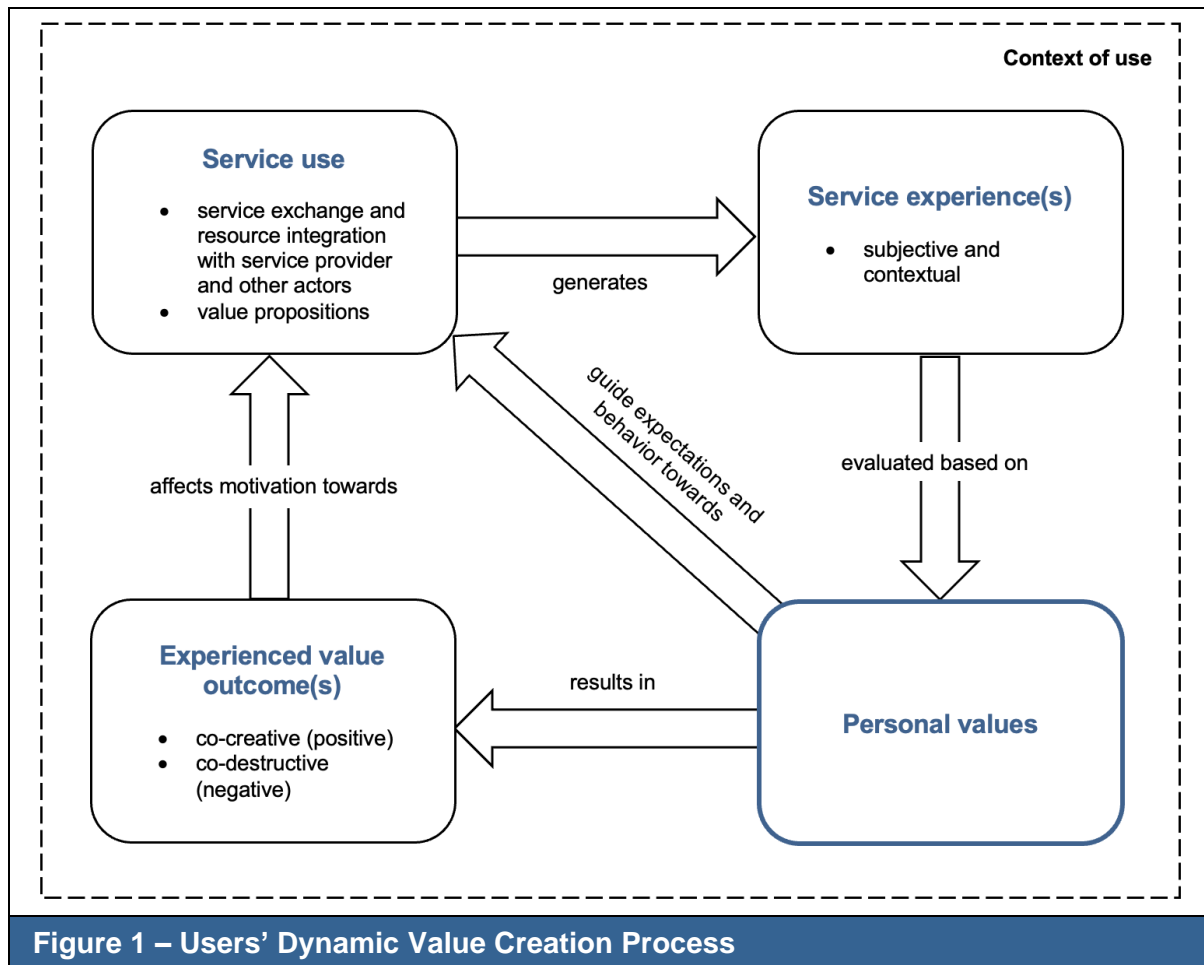 Context of use
Service use
• service exchange and
resource integration
with service provider
and other actors
• value propositions
generates
Service experience(s)
• subjective and
contextual
guide expectations and
behavior towards
affects motivation towards
evaluated based on
Experienced value
outcome(s)
• co-creative (positive)
• co-destructive
(negative)
results in
Personal values
Figure 1 – Users’ Dynamic Value Creation Process